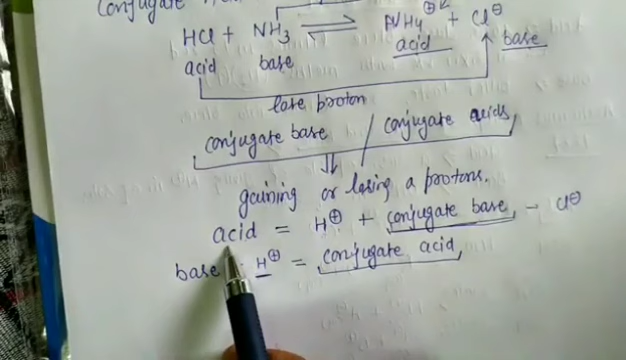 Conjugate
HCl + NH3 ⇌ NH4⊕ + Cl⊖
acid base acid base
lose proton
conjugate base / conjugate acids
⇓
gaining or losing a protons.
acid = H⊕ + conjugate base – Cl⊖
base H⊕ = conjugate acid